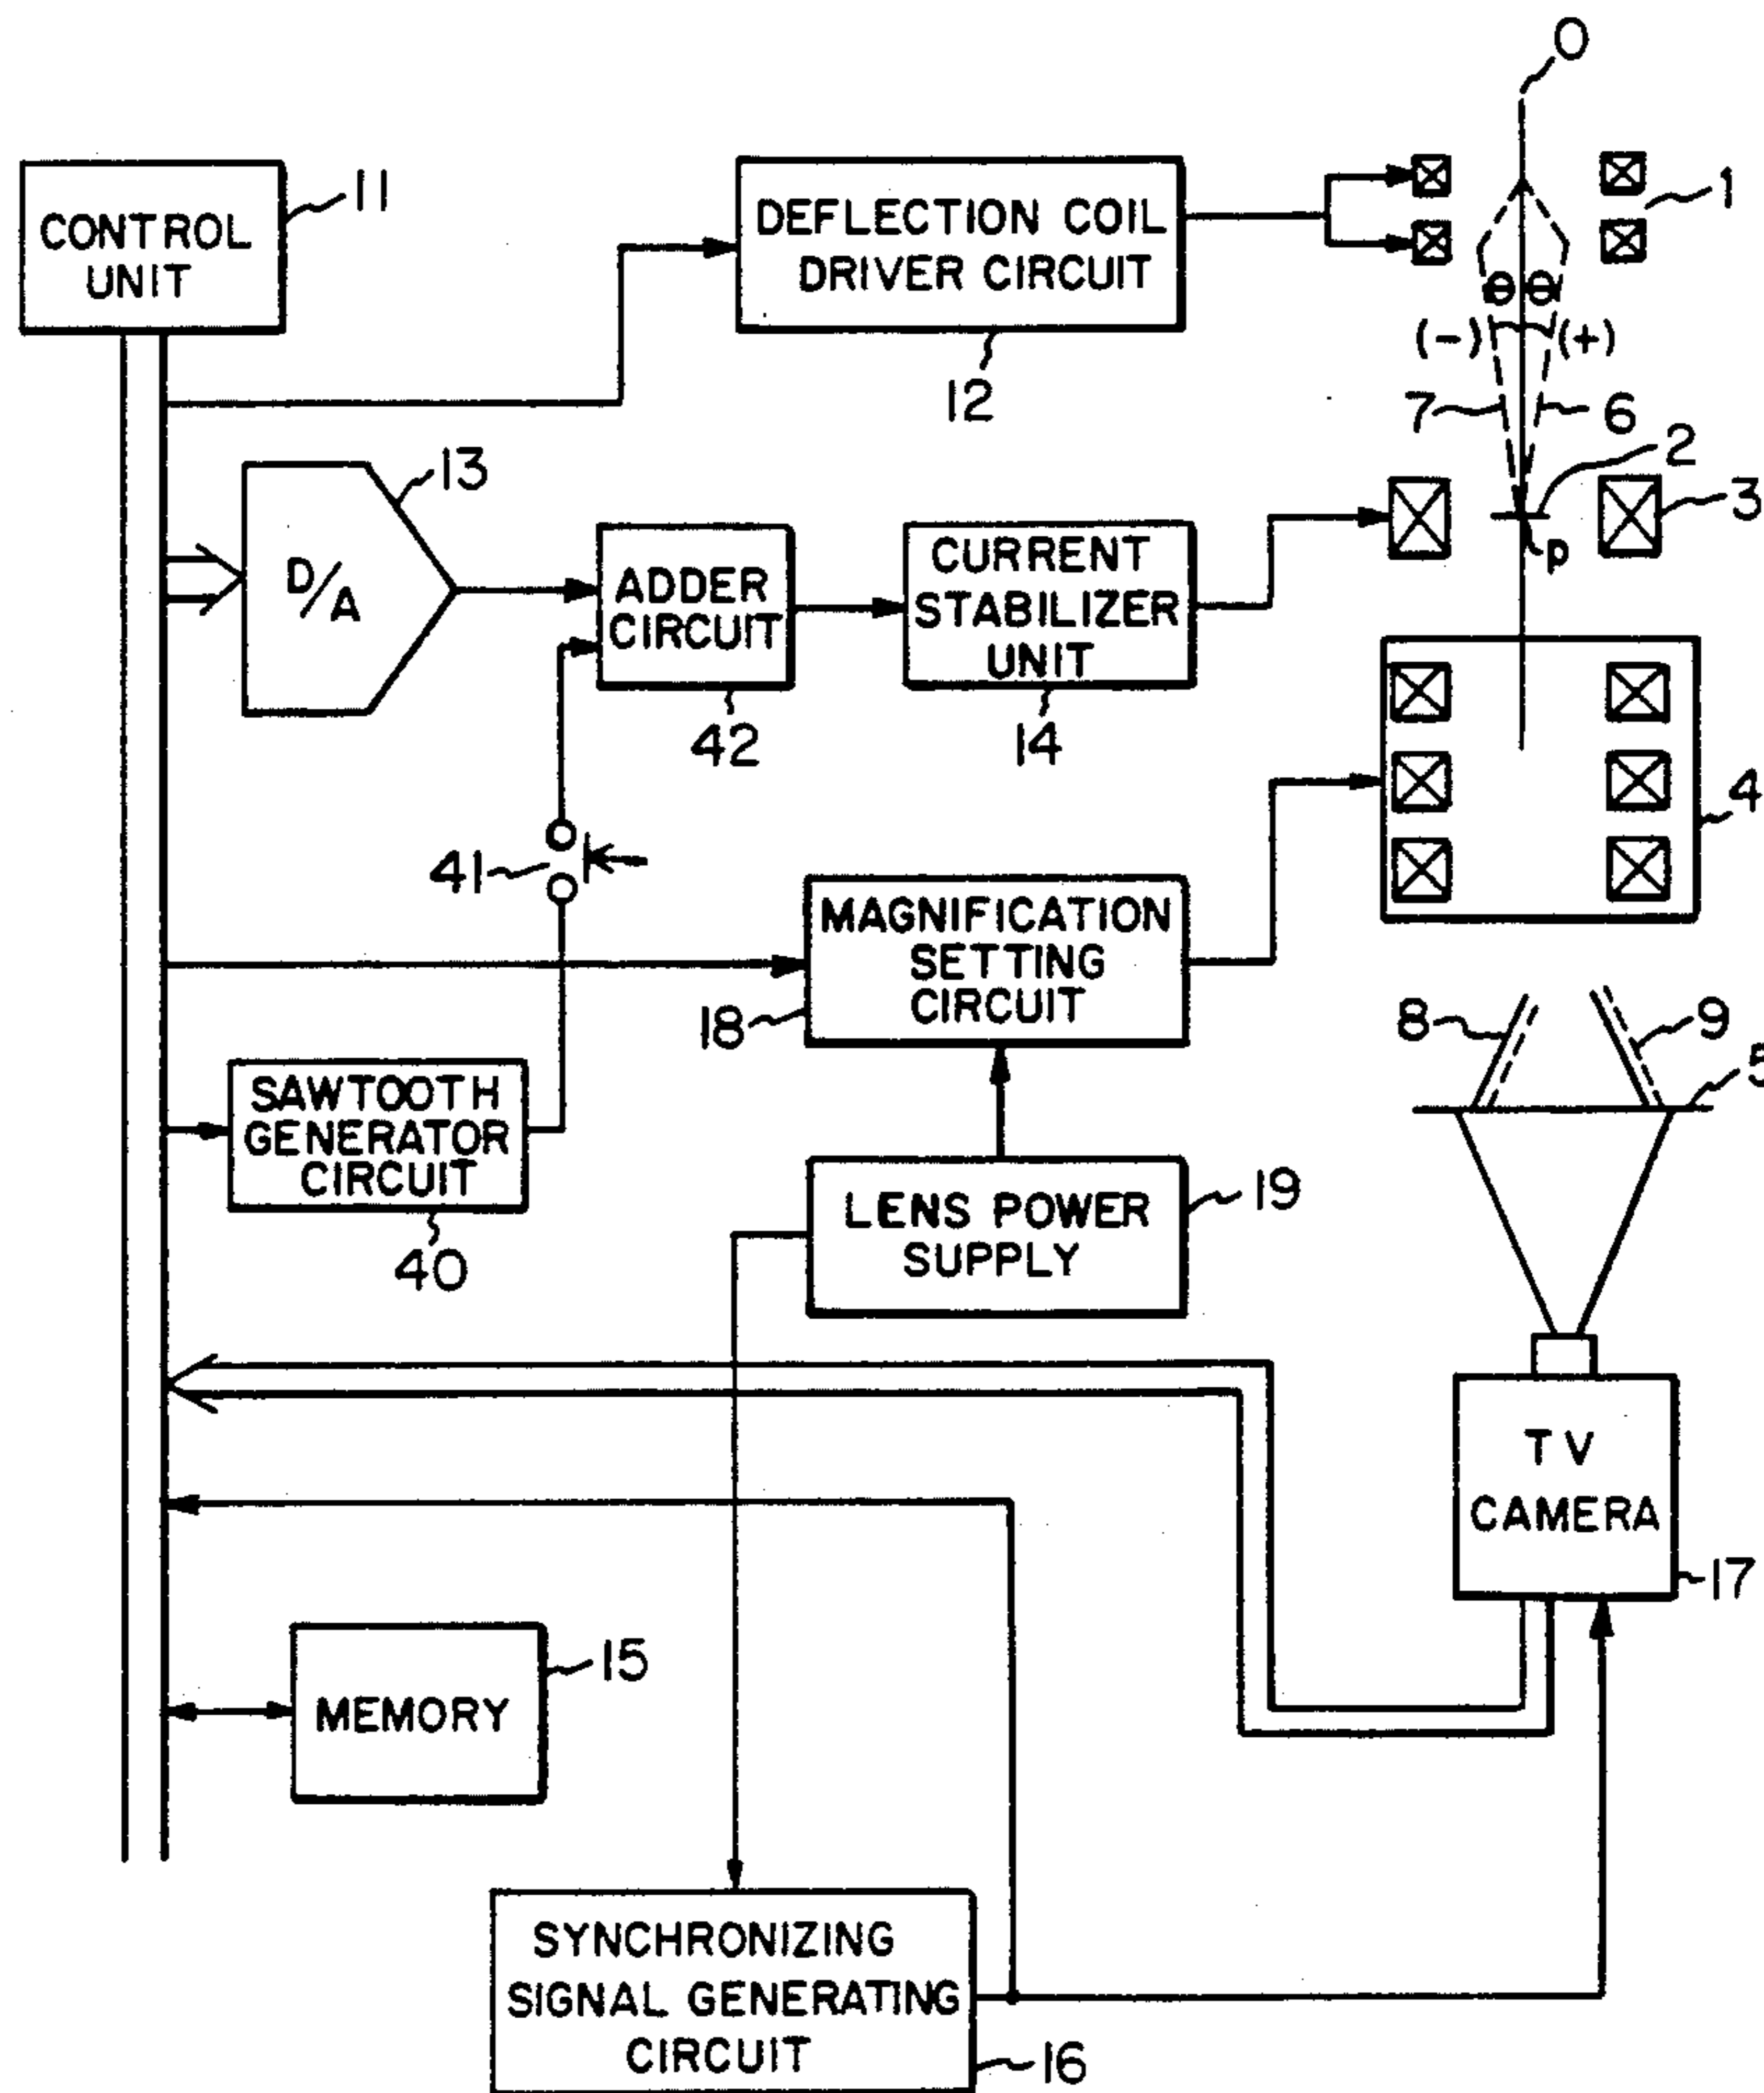 O
CONTROL
UNIT
11
DEFLECTION COIL
DRIVER CIRCUIT
12
1
θ θ
(-) (+)
7
6
2
3
P
D/A
13
ADDER
CIRCUIT
42
CURRENT
STABILIZER
UNIT
14
4
41
MAGNIFICATION
SETTING
CIRCUIT
18
8
9
5
SAWTOOTH
GENERATOR
CIRCUIT
40
LENS POWER
SUPPLY
19
TV
CAMERA
17
MEMORY
15
SYNCHRONIZING
SIGNAL GENERATING
CIRCUIT
16